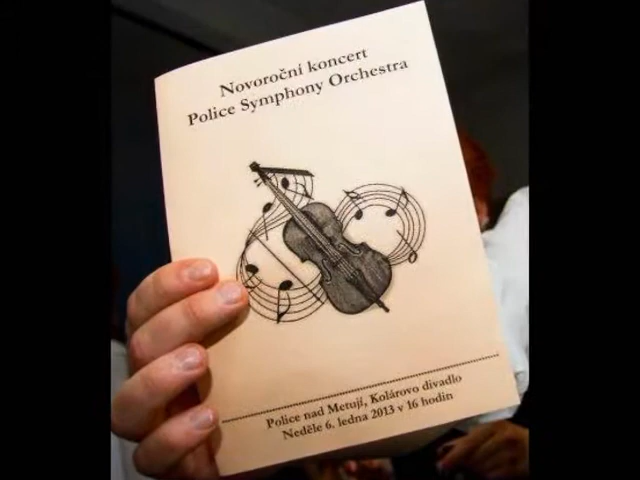 Novoroční koncert
Police Symphony Orchestra
Police nad Metují, Kolárovo divadlo
Neděle 6. ledna 2013 v 16 hodin